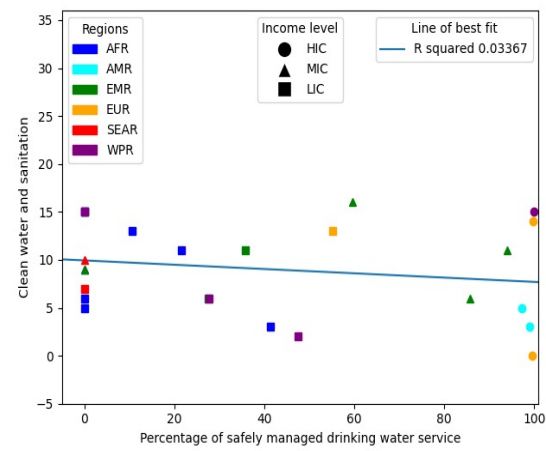 Regions
AFR
AMR
EMR
EUR
SEAR
WPR
Income level
HIC
MIC
LIC
Line of best fit
R squared 0.03367
Clean water and sanitation
35
30
25
20
15
10
5
0
−5
0 20 40 60 80 100
Percentage of safely managed drinking water service